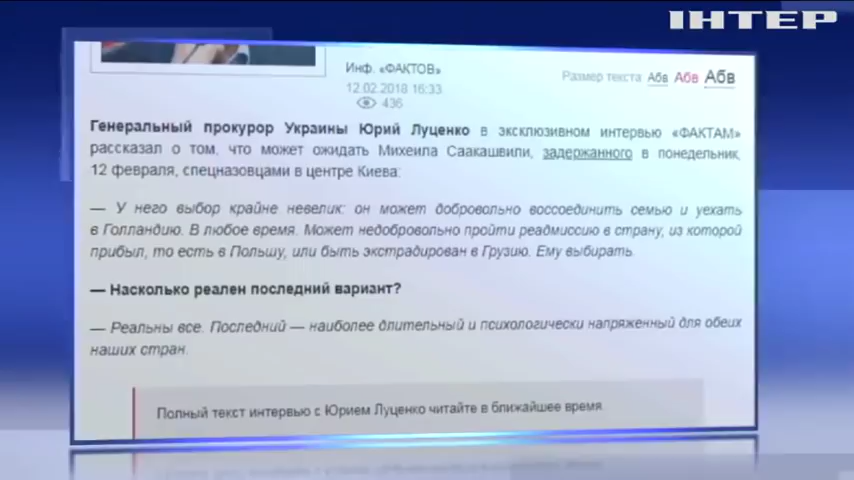 ІНТЕР
Инф. «ФАКТОВ»
Размер текста Абв Абв Абв
12.02.2018 16:33
436
Генеральный прокурор Украины Юрий Луценко в эксклюзивном интервью «ФАКТАМ»
рассказал о том, что может ожидать Михеила Саакашвили, задержанного в понедельник,
12 февраля, спецназовцами в центре Киева:
— У него выбор крайне невелик: он может добровольно воссоединить семью и уехать
в Голландию. В любое время. Может недобровольно пройти реадмиссию в страну, из которой
прибыл, то есть в Польшу, или быть экстрадирован в Грузию. Ему выбирать.
— Насколько реален последний вариант?
— Реальны все. Последний — наиболее длительный и психологически напряженный для обеих
наших стран.
Полный текст интервью с Юрием Луценко читайте в ближайшее время